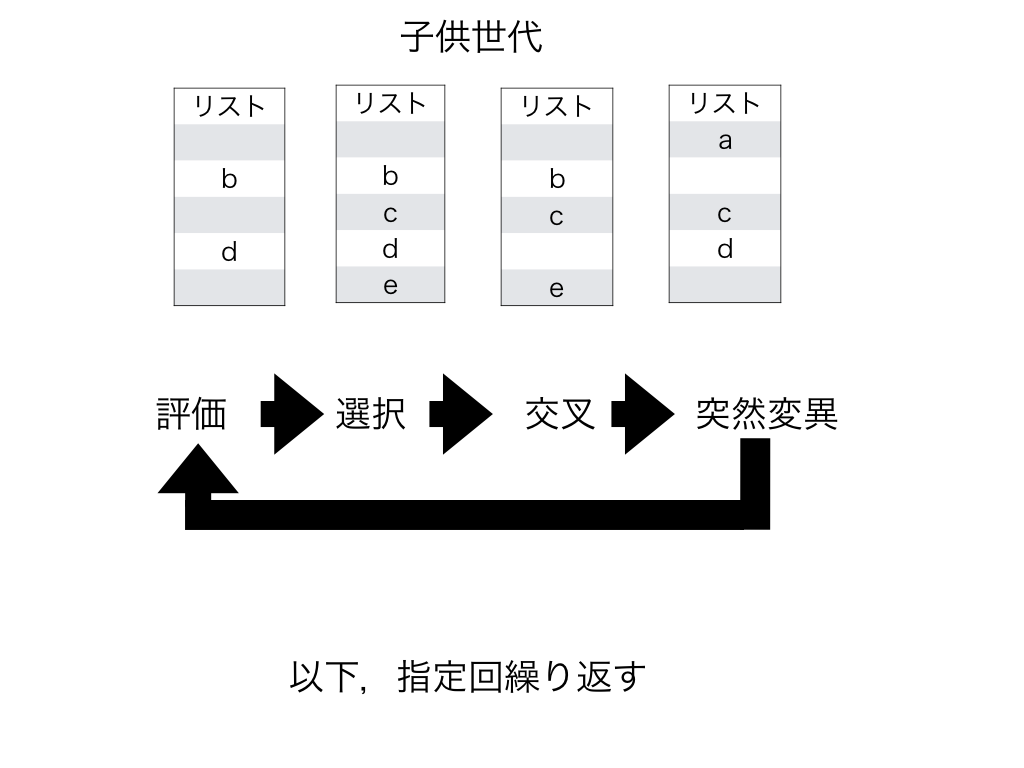 子供世代
リスト リスト リスト リスト
a
b b b
c c c
d d d
e e
評価 選択 交叉 突然変異
以下，指定回繰り返す